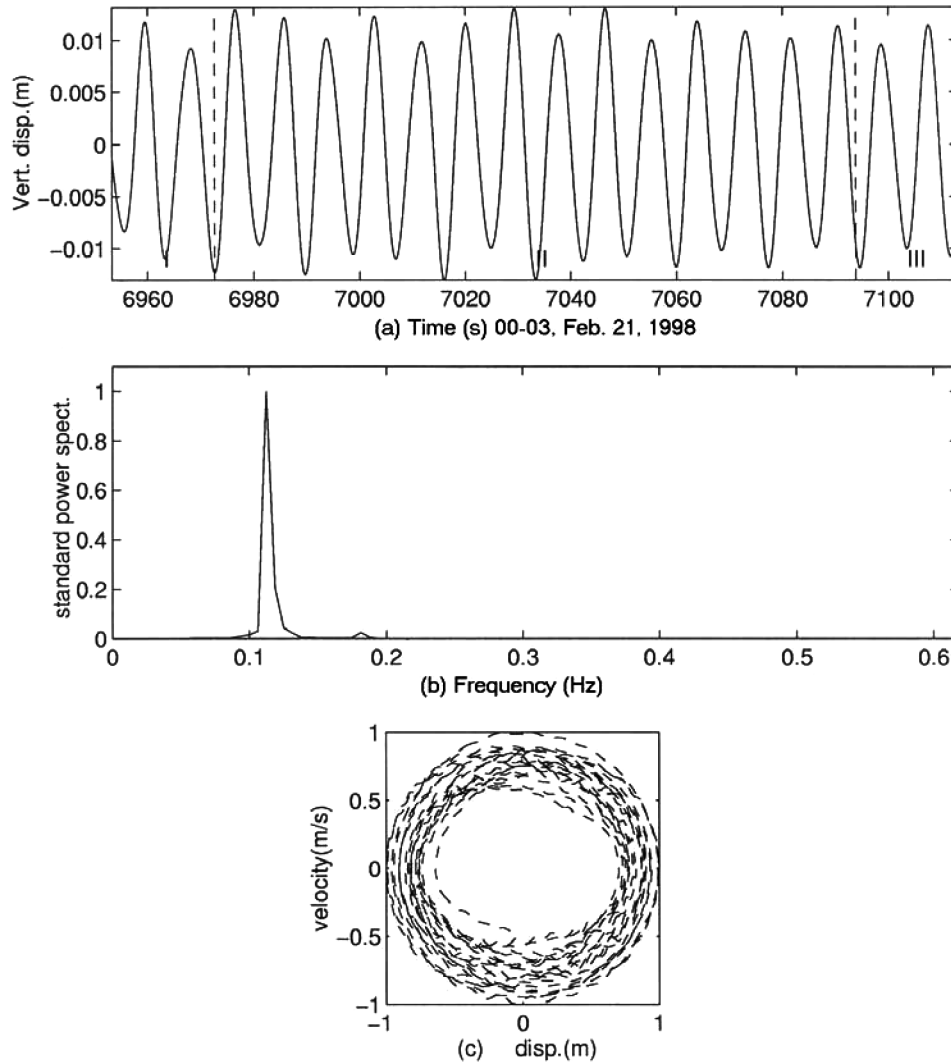 0.01
0.005
0
−0.005
−0.01
Vert. disp.(m)
I
II
III
6960 6980 7000 7020 7040 7060 7080 7100
(a) Time (s) 00-03, Feb. 21, 1998
1
0.8
0.6
0.4
0.2
0
standard power spect.
0 0.1 0.2 0.3 0.4 0.5 0.6
(b) Frequency (Hz)
1
0.5
0
−0.5
−1
velocity(m/s)
−1 0 1
(c) disp.(m)